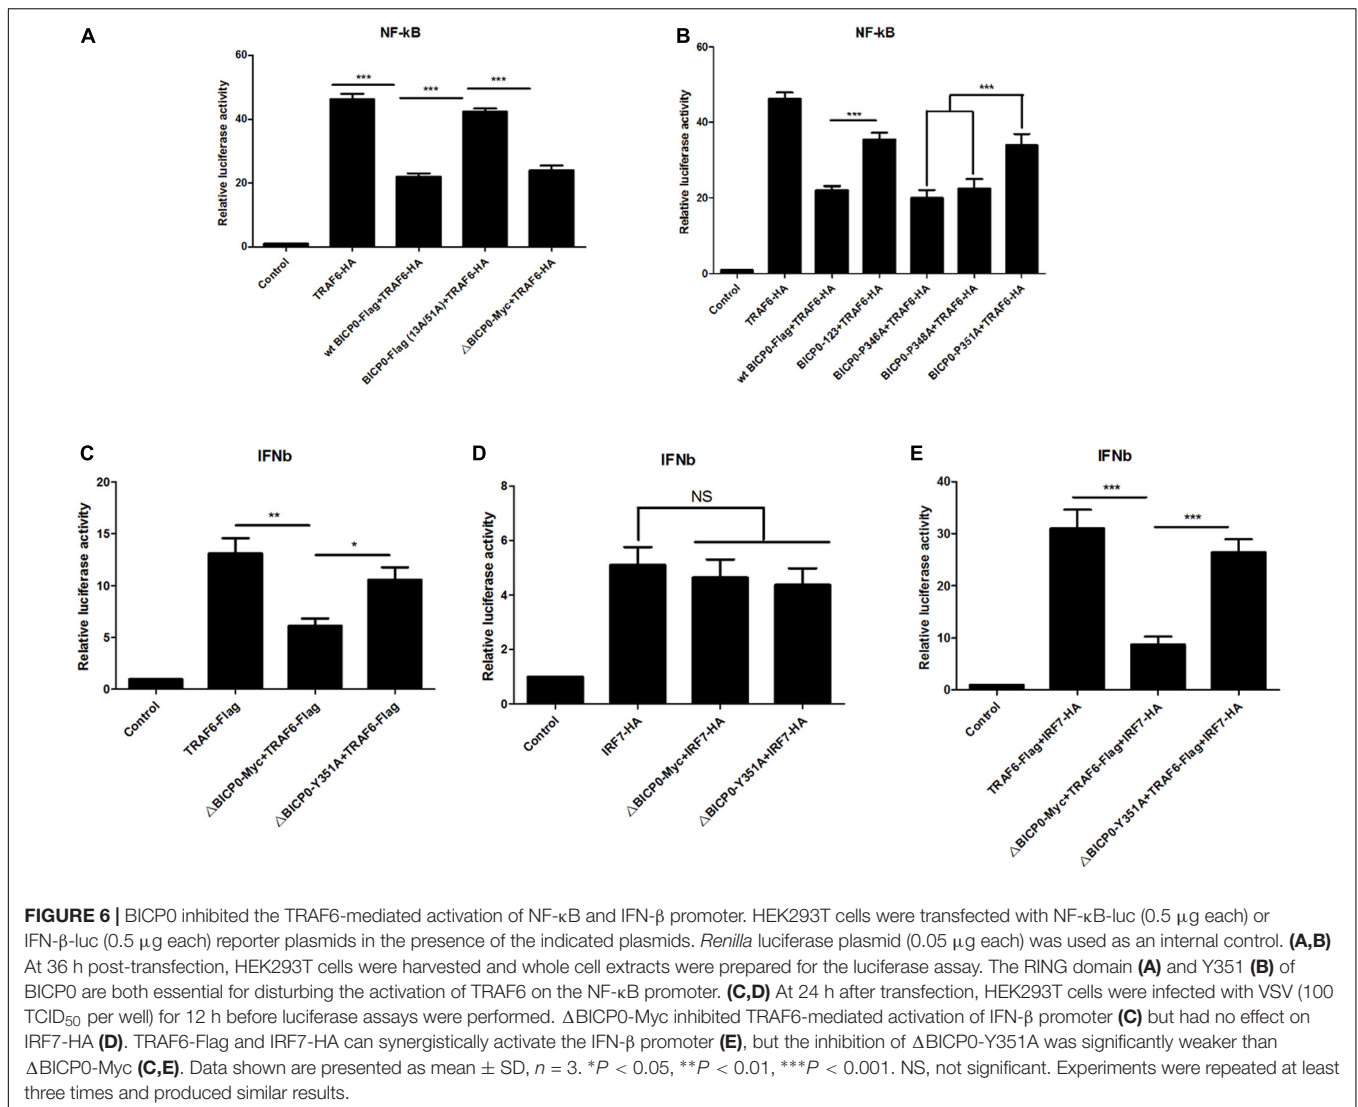 A
NF-kB
Relative luciferase activity
60
40
20
0
***
***
***
Control
TRAF6-HA
wt BICP0-Flag+TRAF6-HA
BICP0-Flag (13A/51A)+TRAF6-HA
△BICP0-Myc+TRAF6-HA
B
NF-kB
Relative luciferase activity
60
40
20
0
***
***
Control
TRAF6-HA
wt BICP0-Flag+TRAF6-HA
BICP0-123+TRAF6-HA
BICP0-P346A+TRAF6-HA
BICP0-P348A+TRAF6-HA
BICP0-P351A+TRAF6-HA
C
IFNb
Relative luciferase activity
20
15
10
5
0
**
*
Control
TRAF6-Flag
△BICP0-Myc+TRAF6-Flag
△BICP0-Y351A+TRAF6-Flag
D
IFNb
Relative luciferase activity
8
6
4
2
0
NS
Control
IRF7-HA
△BICP0-Myc+IRF7-HA
△BICP0-Y351A+IRF7-HA
E
IFNb
Relative luciferase activity
40
30
20
10
0
***
***
Control
TRAF6-Flag+IRF7-HA
△BICP0-Myc+TRAF6-Flag+IRF7-HA
△BICP0-Y351A+TRAF6-Flag+IRF7-HA
FIGURE 6 | BICP0 inhibited the TRAF6-mediated activation of NF-κB and IFN-β promoter. HEK293T cells were transfected with NF-κB-luc (0.5 μg each) or
IFN-β-luc (0.5 μg each) reporter plasmids in the presence of the indicated plasmids. Renilla luciferase plasmid (0.05 μg each) was used as an internal control. (A,B)
At 36 h post-transfection, HEK293T cells were harvested and whole cell extracts were prepared for the luciferase assay. The RING domain (A) and Y351 (B) of
BICP0 are both essential for disturbing the activation of TRAF6 on the NF-κB promoter. (C,D) At 24 h after transfection, HEK293T cells were infected with VSV (100
TCID50 per well) for 12 h before luciferase assays were performed. ΔBICP0-Myc inhibited TRAF6-mediated activation of IFN-β promoter (C) but had no effect on
IRF7-HA (D). TRAF6-Flag and IRF7-HA can synergistically activate the IFN-β promoter (E), but the inhibition of ΔBICP0-Y351A was significantly weaker than
ΔBICP0-Myc (C,E). Data shown are presented as mean ± SD, n = 3. *P < 0.05, **P < 0.01, ***P < 0.001. NS, not significant. Experiments were repeated at least
three times and produced similar results.